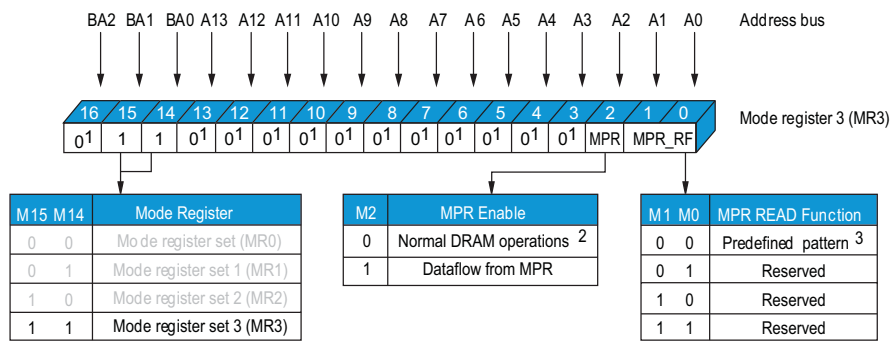 BA2 BA1 BA0 A13 A12 A11 A10 A9 A8 A7 A6 A5 A4 A3 A2 A1 A0 Address bus
16 15 14 13 12 11 10 9 8 7 6 5 4 3 2 1 0 Mode register 3 (MR3)
0¹ 1 1 0¹ 0¹ 0¹ 0¹ 0¹ 0¹ 0¹ 0¹ 0¹ 0¹ 0¹ MPR MPR_RF
M15 M14 Mode Register
0 0 Mode register set (MR0)
0 1 Mode register set 1 (MR1)
1 0 Mode register set 2 (MR2)
1 1 Mode register set 3 (MR3)
M2 MPR Enable
0 Normal DRAM operations ²
1 Dataflow from MPR
M1 M0 MPR READ Function
0 0 Predefined pattern ³
0 1 Reserved
1 0 Reserved
1 1 Reserved